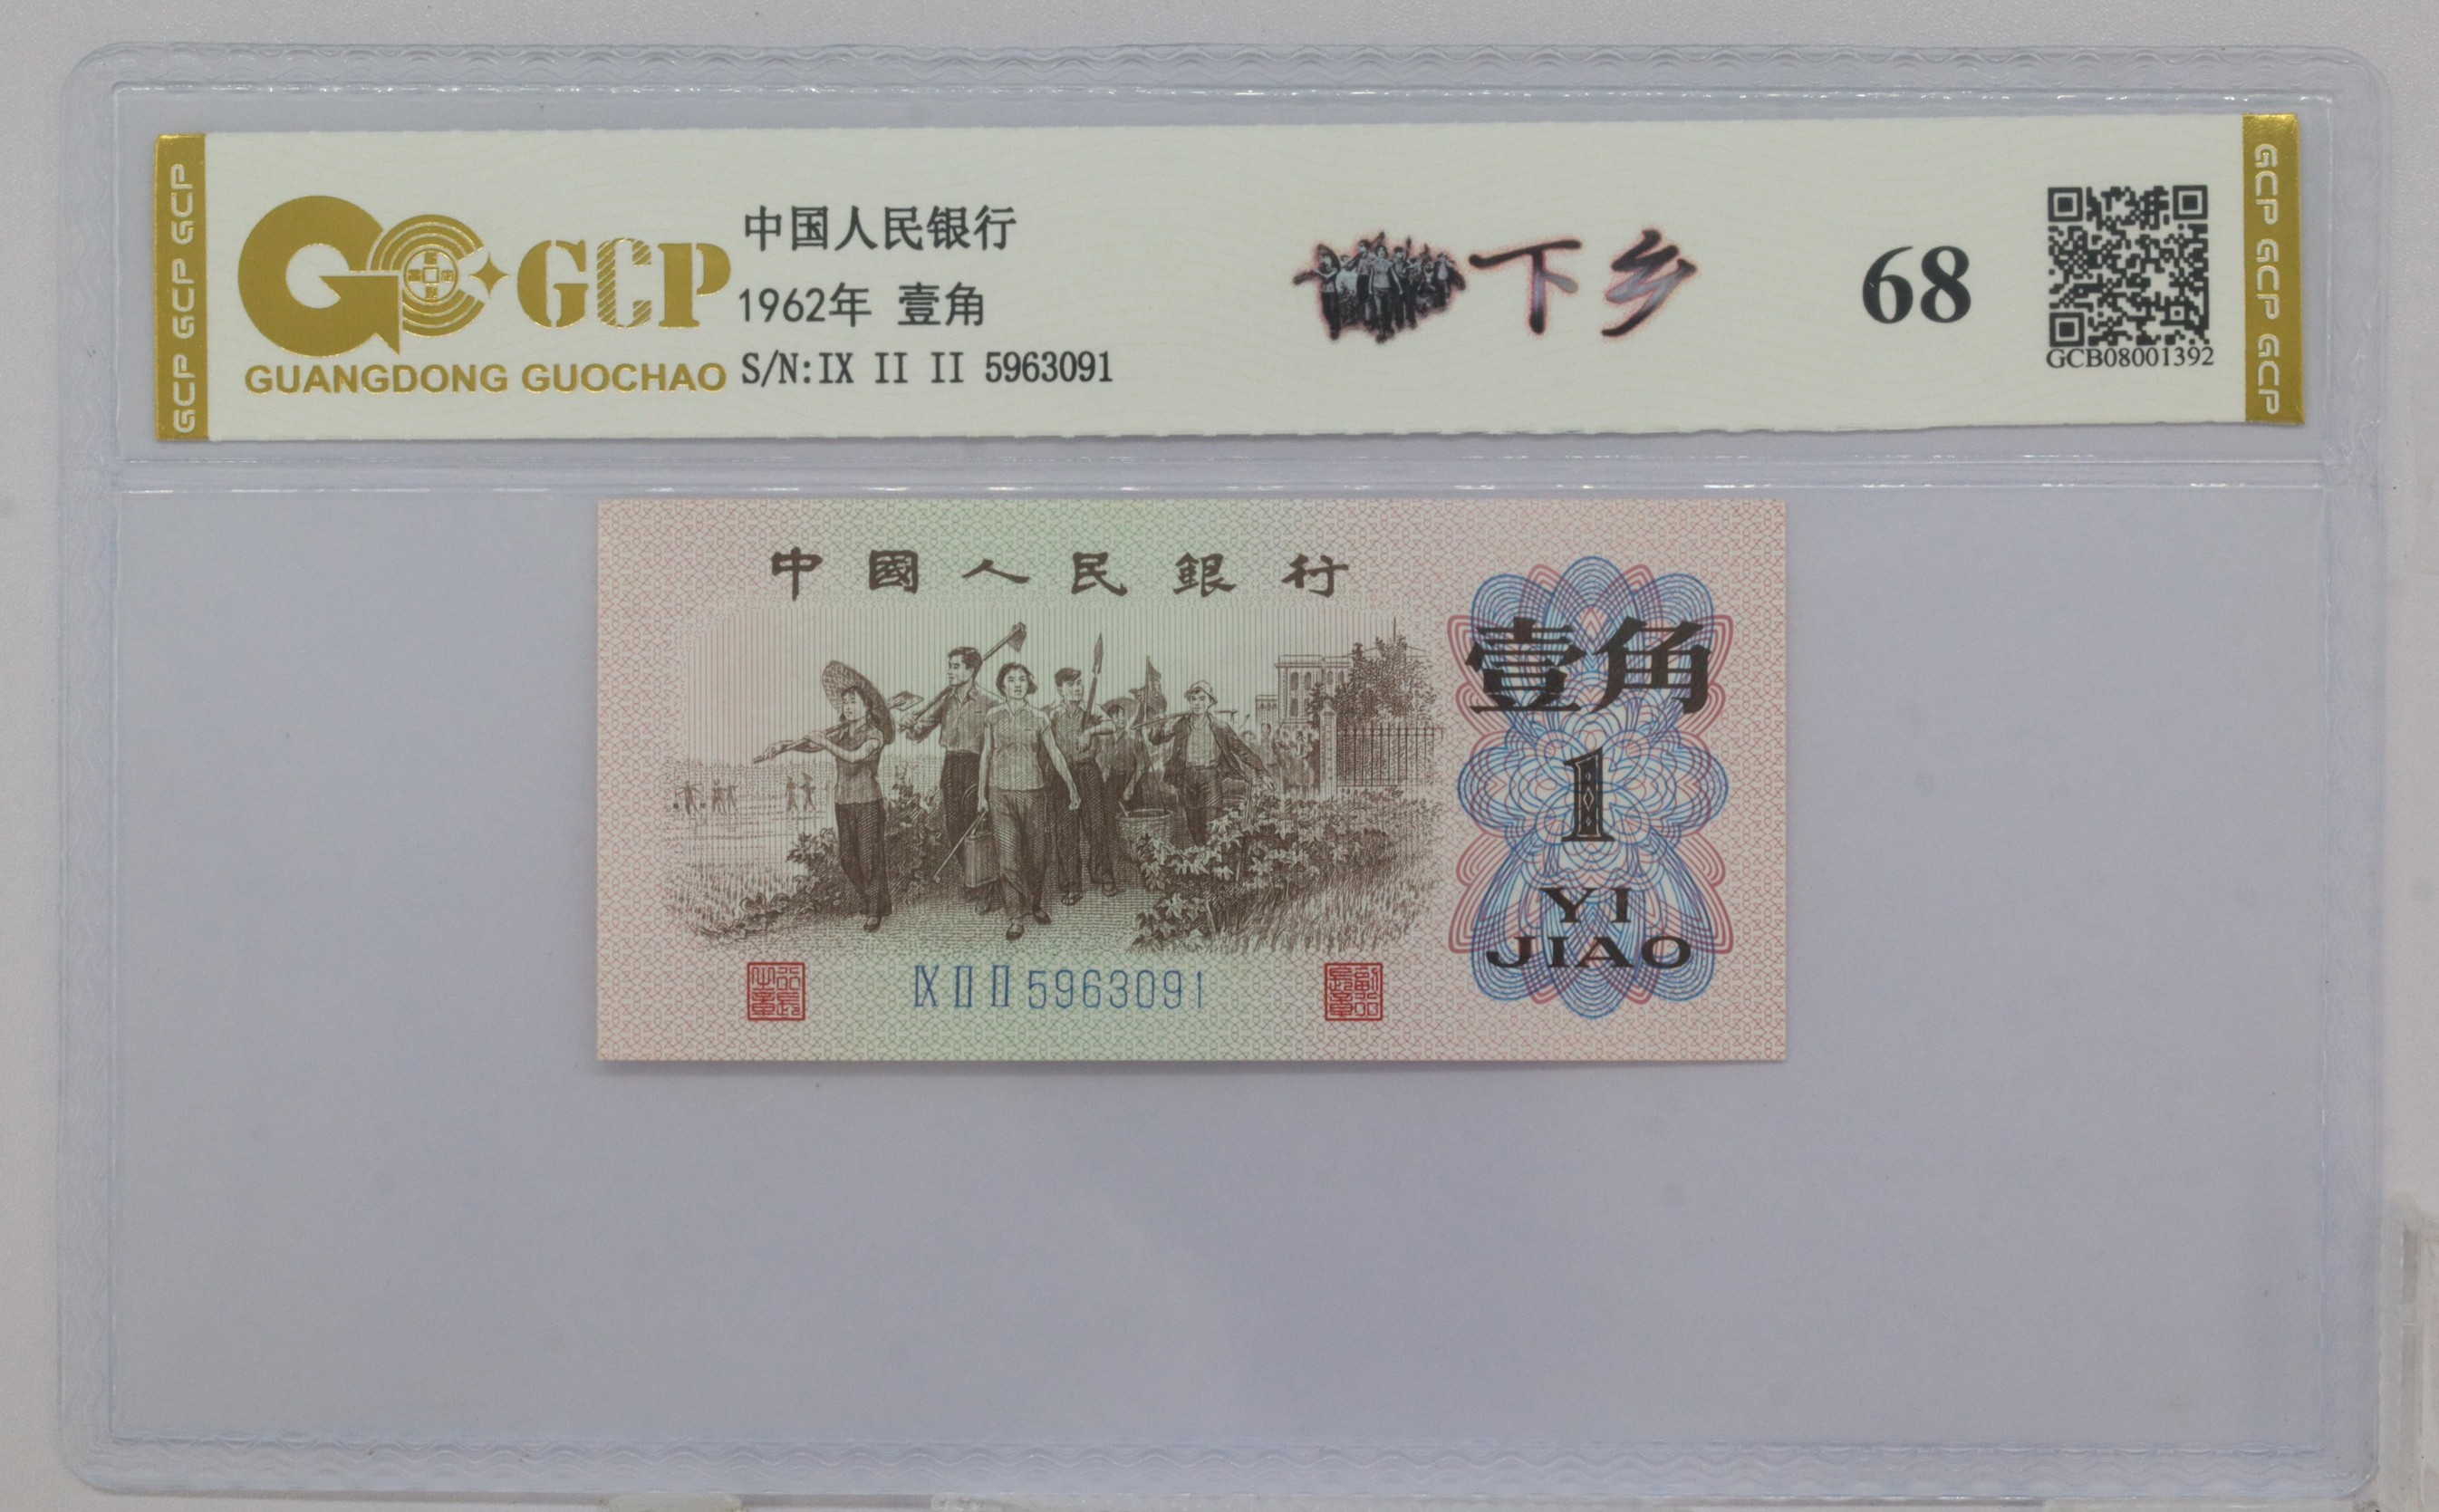 GCP GCP GCP
GCP
GUANGDONG GUOCHAO
中国人民银行
1962年 壹角
S/N:IX II II 5963091
下乡
68
GCB08001392
GCP GCP GCP
中國人民銀行
壹角
1
YI
JIAO
IX II II 5963091